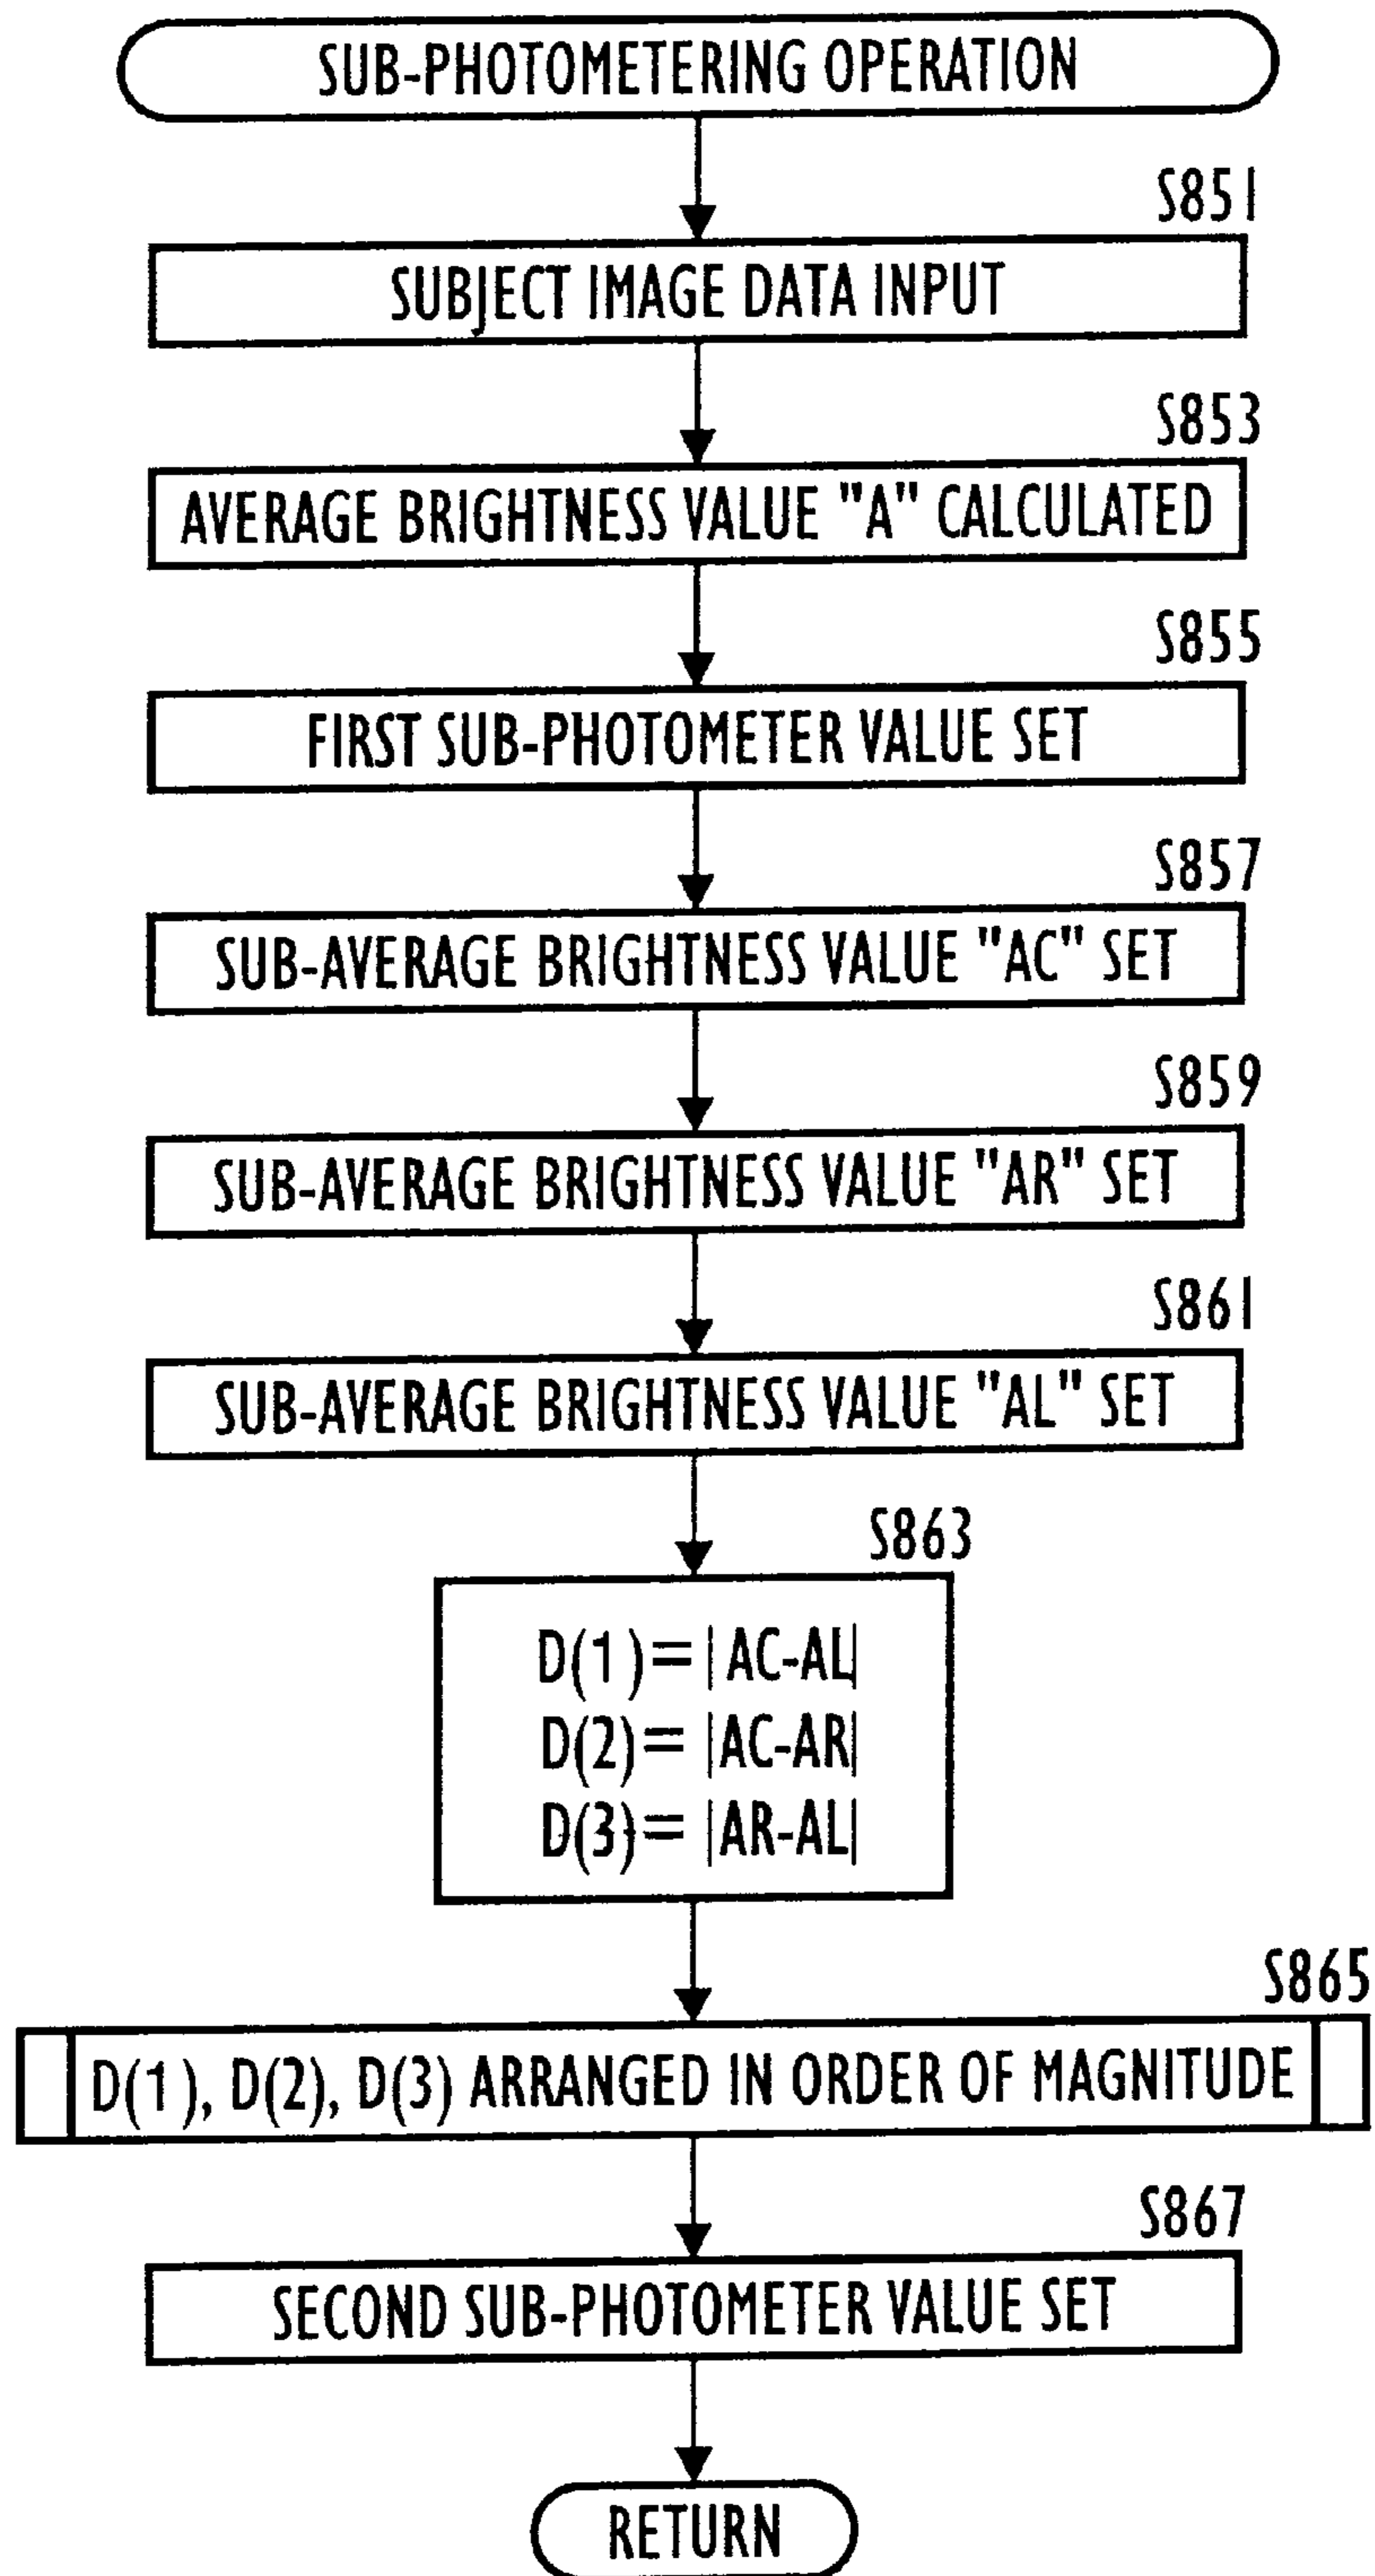 SUB-PHOTOMETERING OPERATION
S851
SUBJECT IMAGE DATA INPUT
S853
AVERAGE BRIGHTNESS VALUE "A" CALCULATED
S855
FIRST SUB-PHOTOMETER VALUE SET
S857
SUB-AVERAGE BRIGHTNESS VALUE "AC" SET
S859
SUB-AVERAGE BRIGHTNESS VALUE "AR" SET
S861
SUB-AVERAGE BRIGHTNESS VALUE "AL" SET
S863
D(1)=|AC-AL|
D(2)=|AC-AR|
D(3)=|AR-AL|
S865
D(1), D(2), D(3) ARRANGED IN ORDER OF MAGNITUDE
S867
SECOND SUB-PHOTOMETER VALUE SET
RETURN